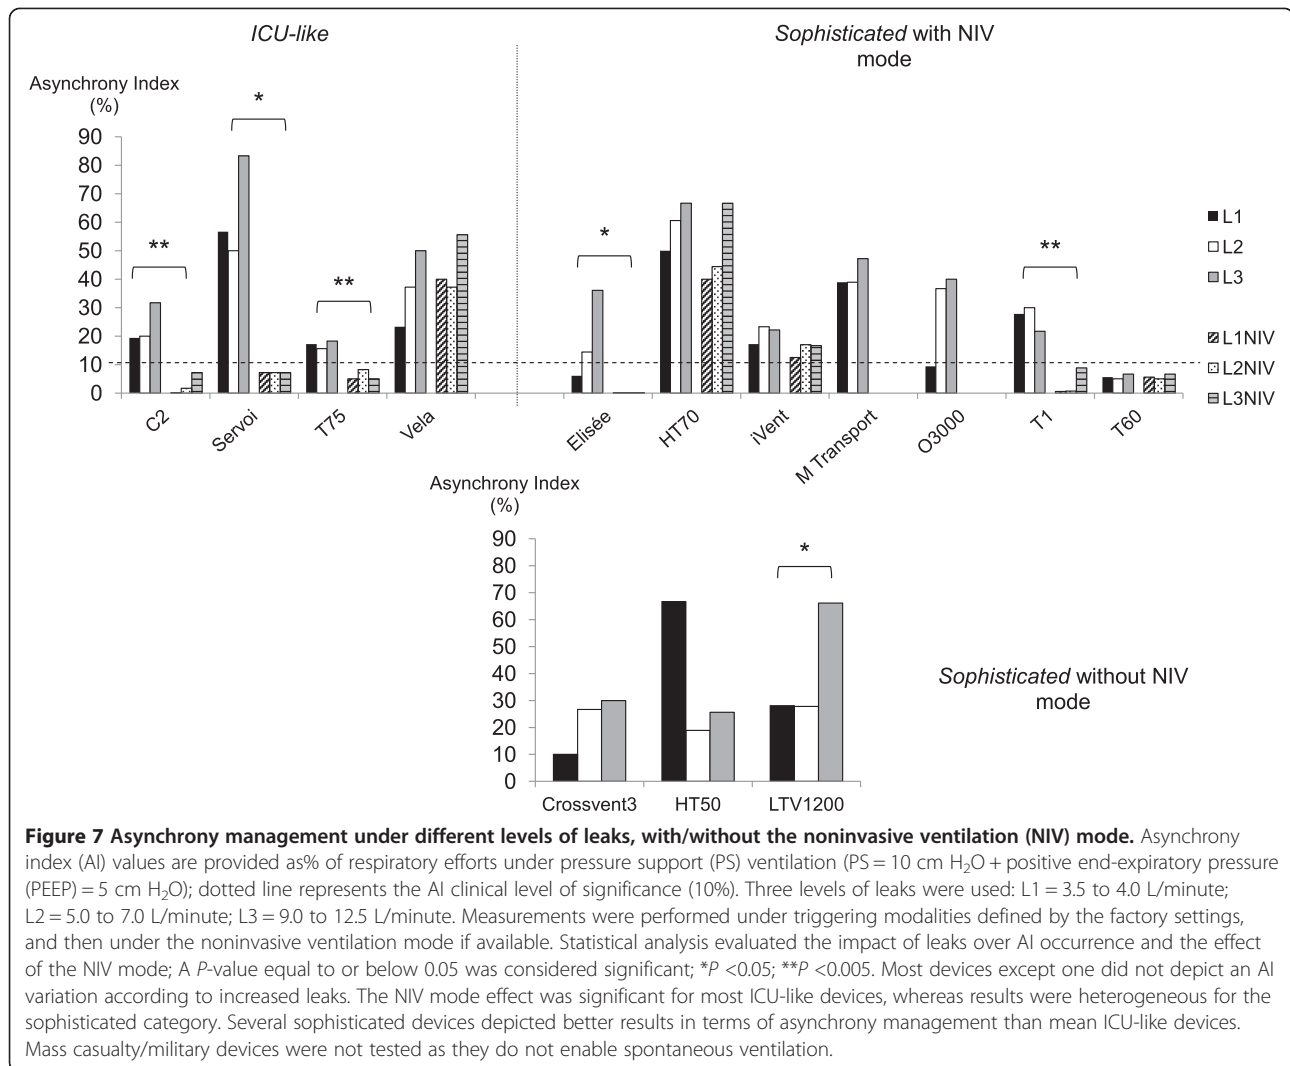 ICU-like
Sophisticated with NIV
mode
Asynchrony Index
(%)
*
**
**
*
**
90
80
70
60
50
40
30
20
10
0
C2
Servoi
T75
Vela
Elisée
HT70
iVent
M Transport
O3000
T1
T60
L1
L2
L3
L1NIV
L2NIV
L3NIV
Asynchrony Index
(%)
*
90
80
70
60
50
40
30
20
10
0
Crossvent3
HT50
LTV1200
Sophisticated without NIV
mode
Figure 7 Asynchrony management under different levels of leaks, with/without the noninvasive ventilation (NIV) mode. Asynchrony
index (AI) values are provided as% of respiratory efforts under pressure support (PS) ventilation (PS = 10 cm H2O + positive end-expiratory pressure
(PEEP) = 5 cm H2O); dotted line represents the AI clinical level of significance (10%). Three levels of leaks were used: L1 = 3.5 to 4.0 L/minute;
L2 = 5.0 to 7.0 L/minute; L3 = 9.0 to 12.5 L/minute. Measurements were performed under triggering modalities defined by the factory settings,
and then under the noninvasive ventilation mode if available. Statistical analysis evaluated the impact of leaks over AI occurrence and the effect
of the NIV mode; A P-value equal to or below 0.05 was considered significant; *P <0.05; **P <0.005. Most devices except one did not depict an AI
variation according to increased leaks. The NIV mode effect was significant for most ICU-like devices, whereas results were heterogeneous for the
sophisticated category. Several sophisticated devices depicted better results in terms of asynchrony management than mean ICU-like devices.
Mass casualty/military devices were not tested as they do not enable spontaneous ventilation.